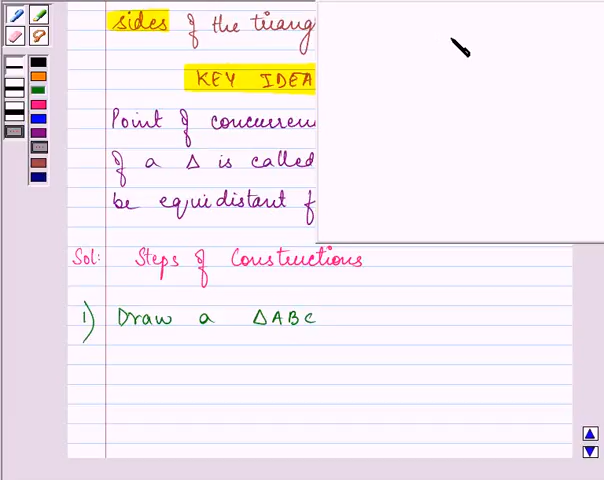 sides of the triang
KEY IDEA
Point of concurren
of a Δ is called
be equidistant f
Sol: Steps of Constructions
1) Draw a ΔABC